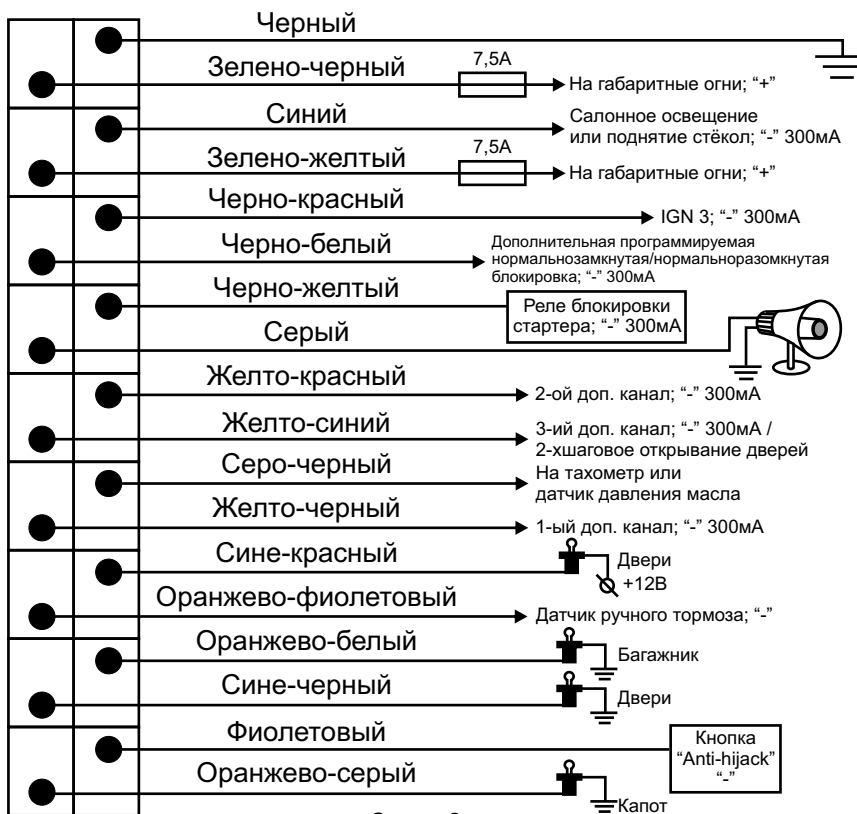 Черный
Зелено-черный
7,5А
На габаритные огни; “+”
Синий
Салонное освещение
или поднятие стёкол; “-” 300мА
Зелено-желтый
7,5А
На габаритные огни; “+”
Черно-красный
IGN 3; “-” 300мА
Черно-белый
Дополнительная программируемая
нормальнозамкнутая/нормальноразомкнутая
блокировка; “-” 300мА
Черно-желтый
Реле блокировки
стартера; “-” 300мА
Серый
Желто-красный
2-ой доп. канал; “-” 300мА
Желто-синий
3-ий доп. канал; “-” 300мА /
2-хшаговое открывание дверей
Серо-черный
На тахометр или
датчик давления масла
Желто-черный
1-ый доп. канал; “-” 300мА
Сине-красный
Двери
+12В
Оранжево-фиолетовый
Датчик ручного тормоза; “-”
Оранжево-белый
Багажник
Сине-черный
Двери
Фиолетовый
Кнопка
“Anti-hijack”
“-”
Оранжево-серый
Капот